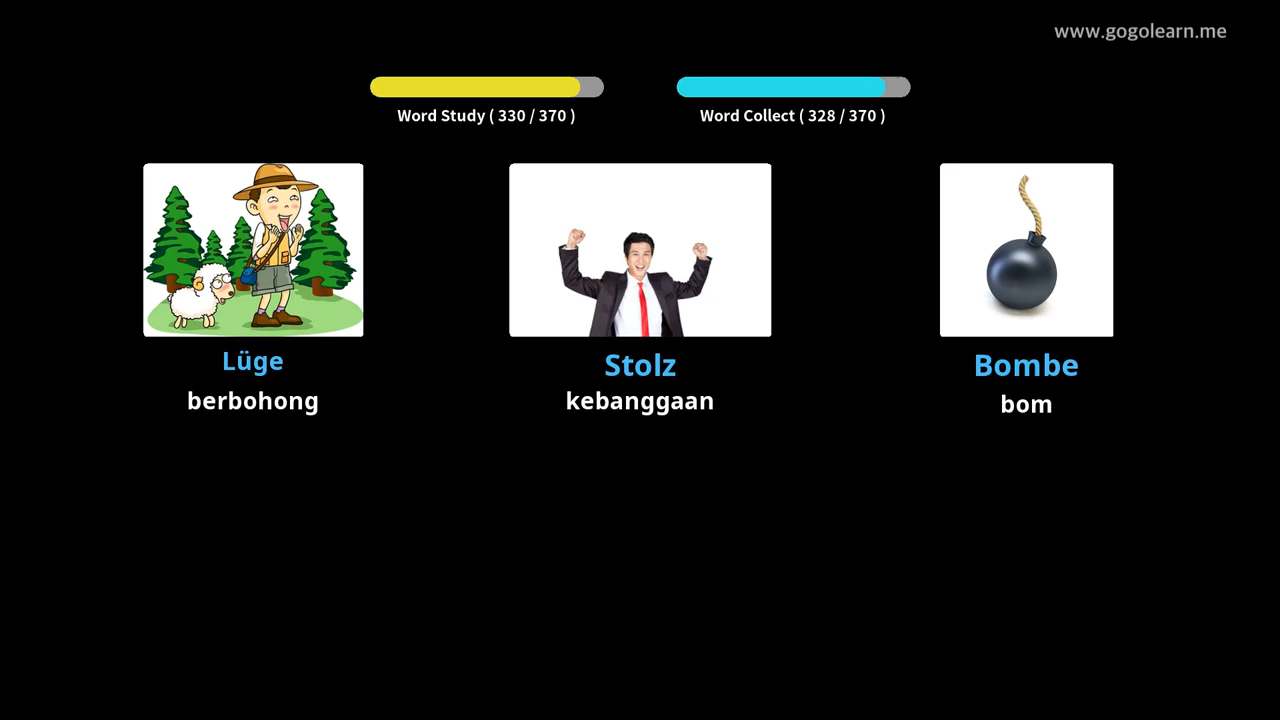 www.gogolearn.me
Word Study ( 330 / 370 )
Word Collect ( 328 / 370 )
Lüge
berbohong
Stolz
kebanggaan
Bombe
bom